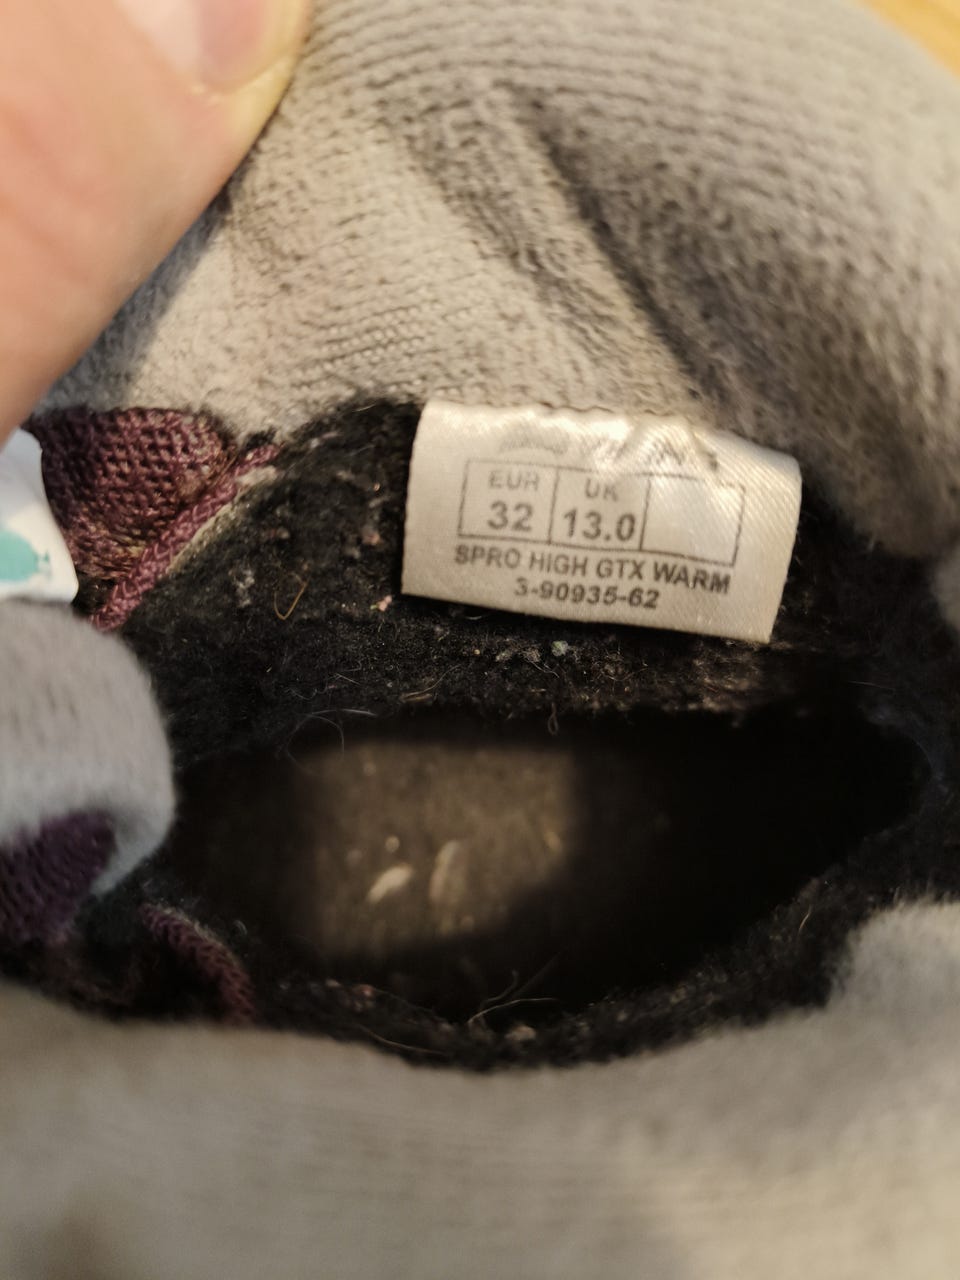 EUR UK
32 13.0
SPRO HIGH GTX WARM
3-90935-62